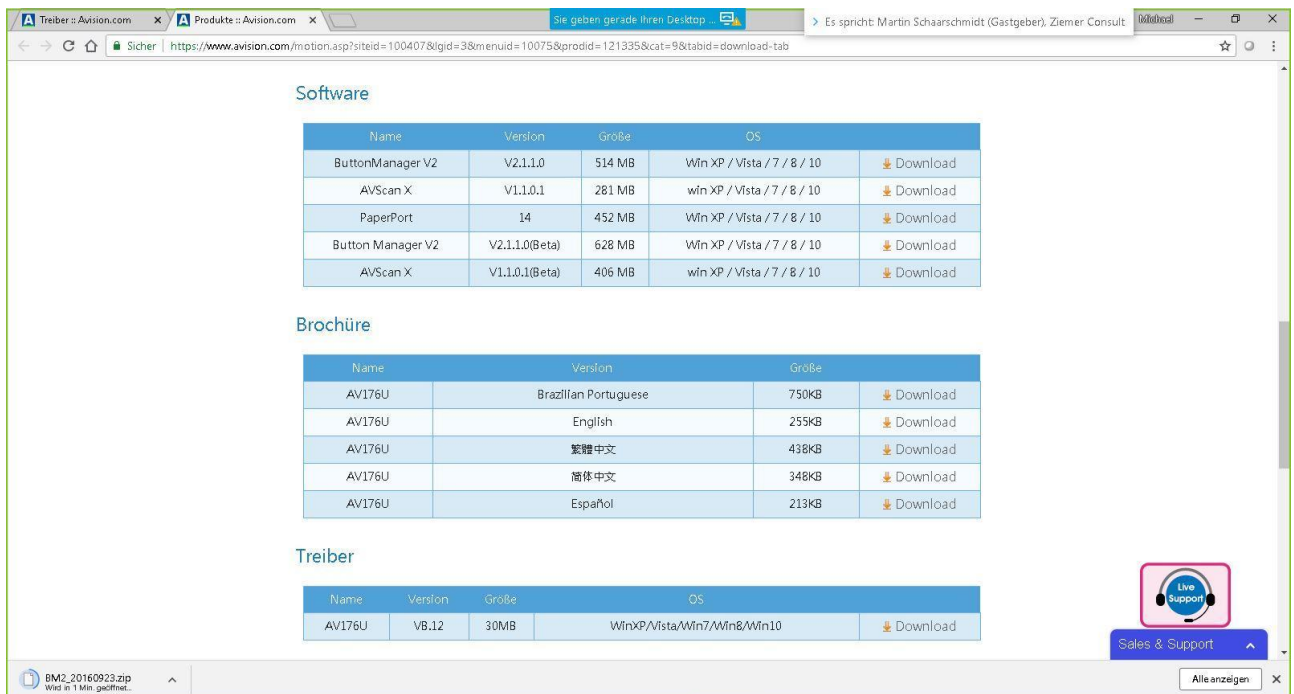 Treiber :: Avision.com
Produkte :: Avision.com
Sie geben gerade Ihren Desktop ...
Es spricht: Martin Schaarschmidt (Gastgeber), Ziemer Consult
Michael
Sicher https://www.avision.com/motion.asp?siteid=100407&lgid=3&menuid=10075&prodid=121335&cat=9&tabid=download-tab
Software
Name Version Größe OS
ButtonManager V2 V2.1.1.0 514 MB Win XP / Vista / 7 / 8 / 10 Download
AVScan X V1.1.0.1 281 MB win XP / Vista / 7 / 8 / 10 Download
PaperPort 14 452 MB Win XP / Vista / 7 / 8 / 10 Download
Button Manager V2 V2.1.1.0(Beta) 628 MB Win XP / Vista / 7 / 8 / 10 Download
AVScan X V1.1.0.1(Beta) 406 MB win XP / Vista / 7 / 8 / 10 Download
Brochüre
Name Version Größe
AV176U Brazilian Portuguese 750KB Download
AV176U English 255KB Download
AV176U 繁體中文 438KB Download
AV176U 简体中文 348KB Download
AV176U Español 213KB Download
Treiber
Name Version Größe OS
AV176U V8.12 30MB WinXP/Vista/Win7/Win8/Win10 Download
Live
Support
Sales & Support
BM2_20160923.zip
Wird in 1 Min. geöffnet...
Alle anzeigen